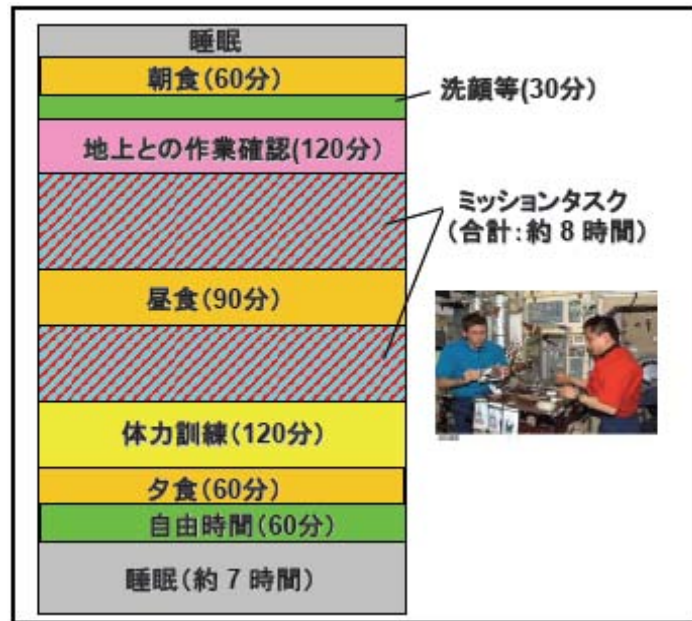 睡眠
朝食(60分)
洗顔等(30分)
地上との作業確認(120分)
ミッションタスク
(合計:約 8 時間)
昼食(90分)
体力訓練(120分)
夕食(60分)
自由時間(60分)
睡眠(約 7 時間)